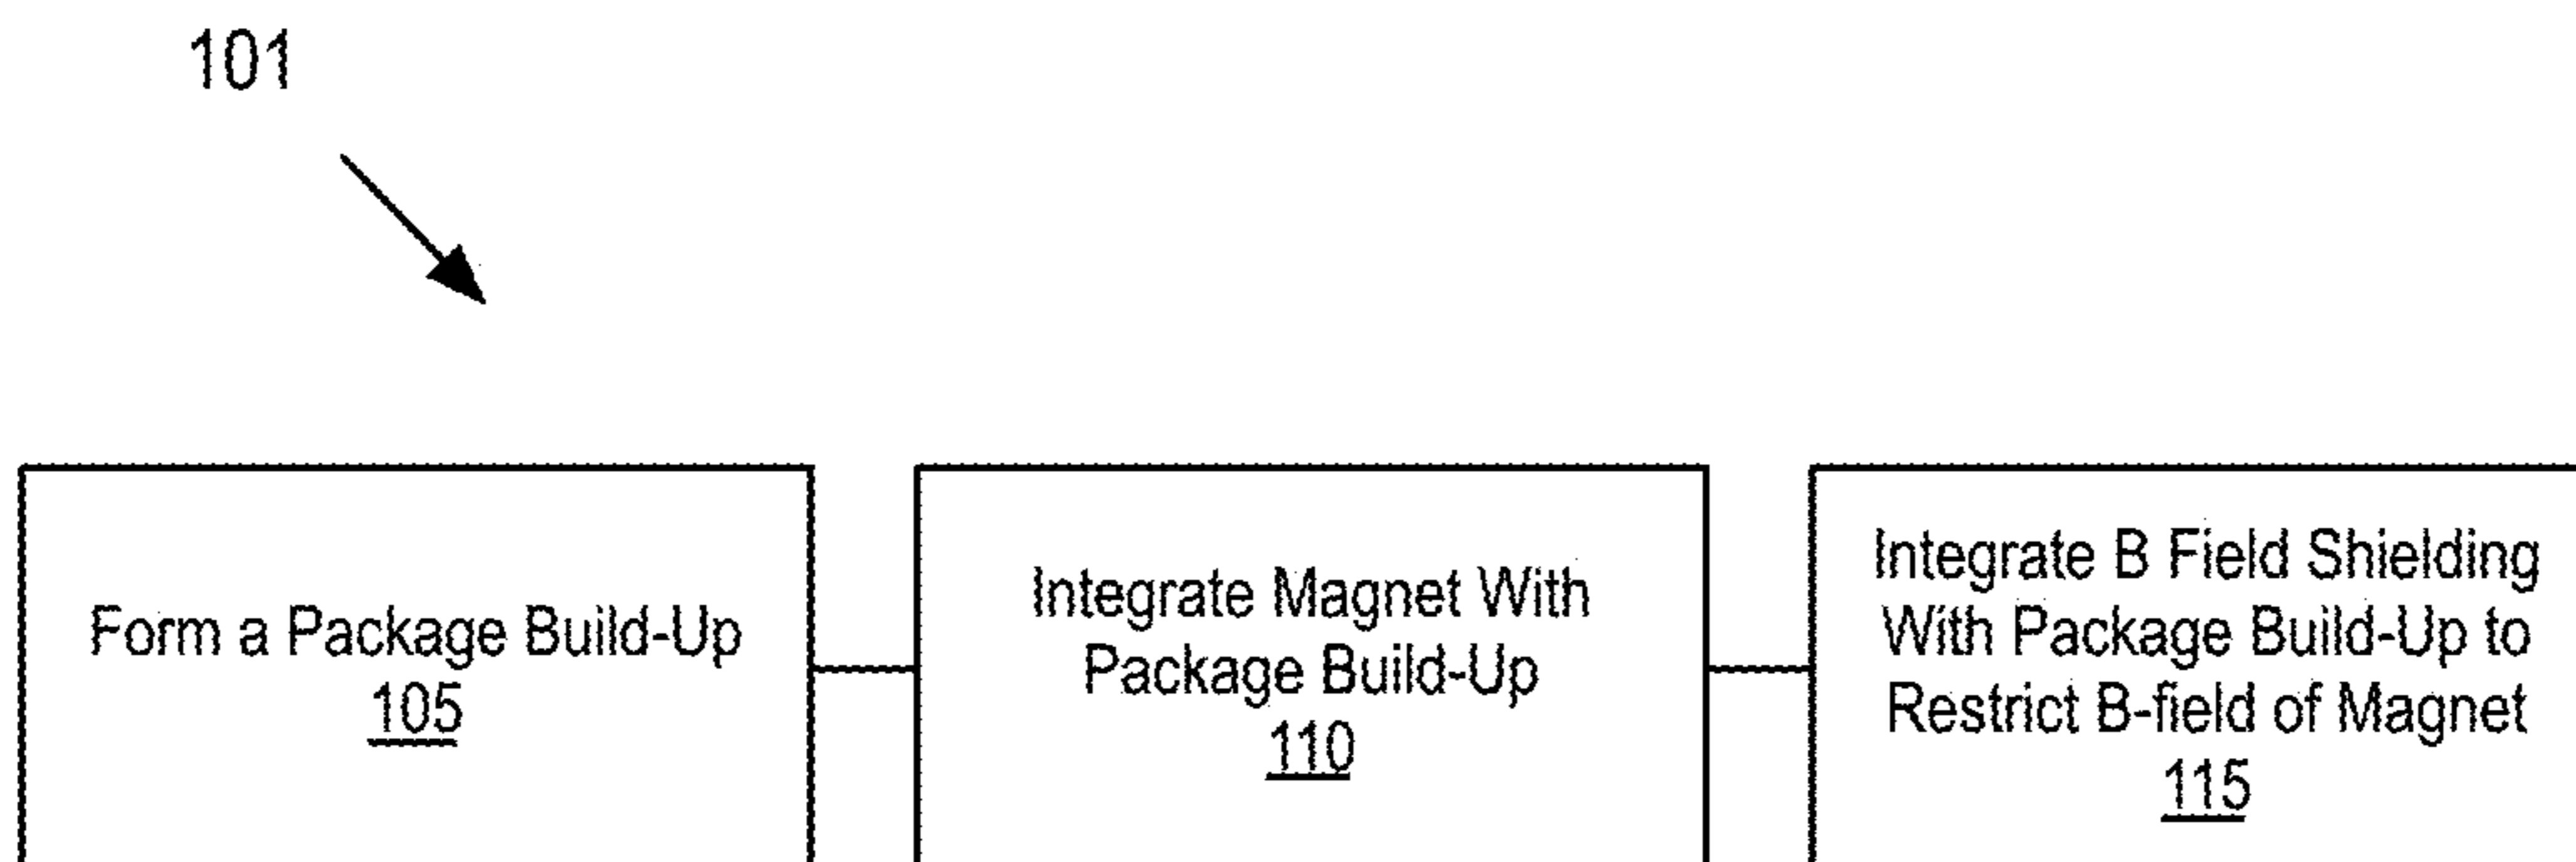 101
Form a Package Build-Up
105
Integrate Magnet With
Package Build-Up
110
Integrate B Field Shielding
With Package Build-Up to
Restrict B-field of Magnet
115